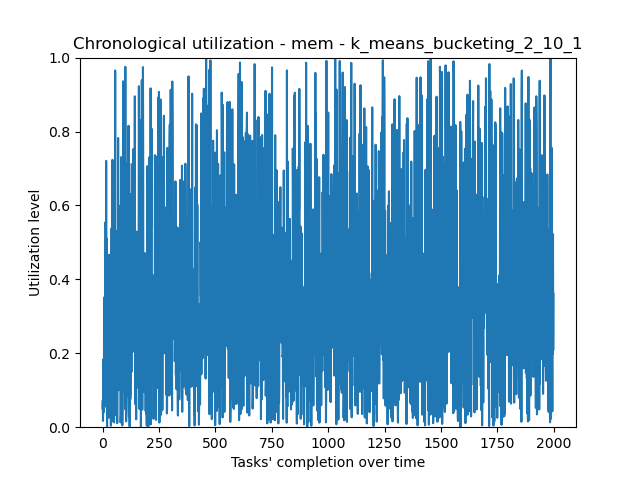 Chronological utilization - mem - k_means_bucketing_2_10_1
1.0
0.8
0.6
0.4
0.2
0.0
Utilization level
0 250 500 750 1000 1250 1500 1750 2000
Tasks' completion over time